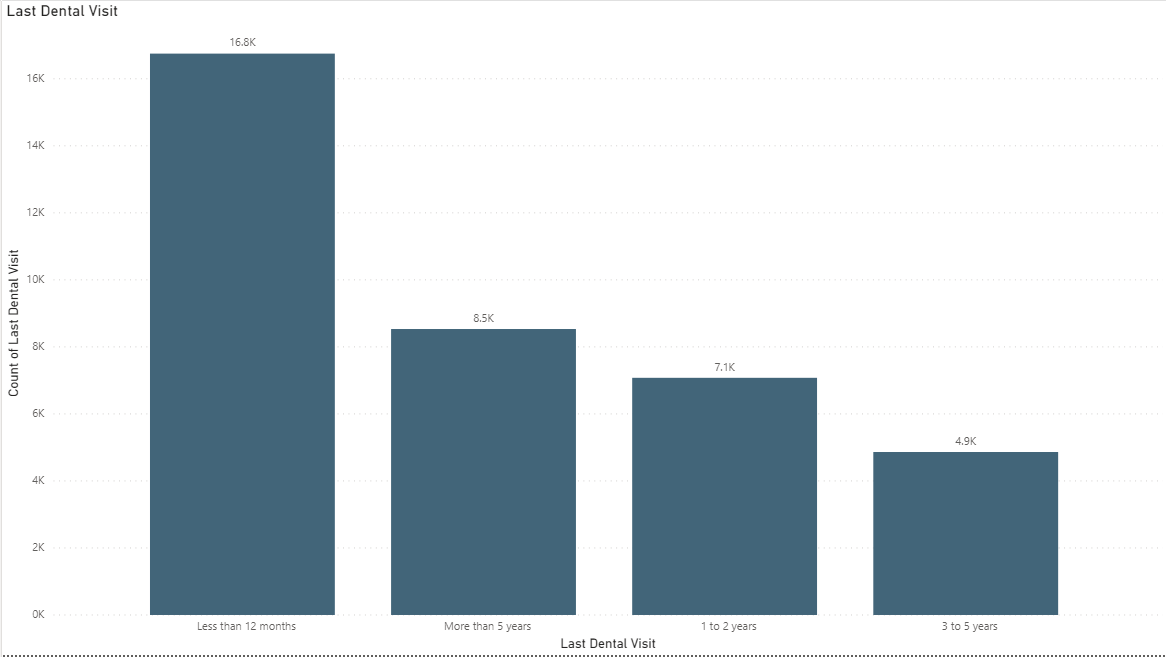 Last Dental Visit
Count of Last Dental Visit
16K
14K
12K
10K
8K
6K
4K
2K
0K
16.8K
8.5K
7.1K
4.9K
Less than 12 months
More than 5 years
1 to 2 years
3 to 5 years
Last Dental Visit